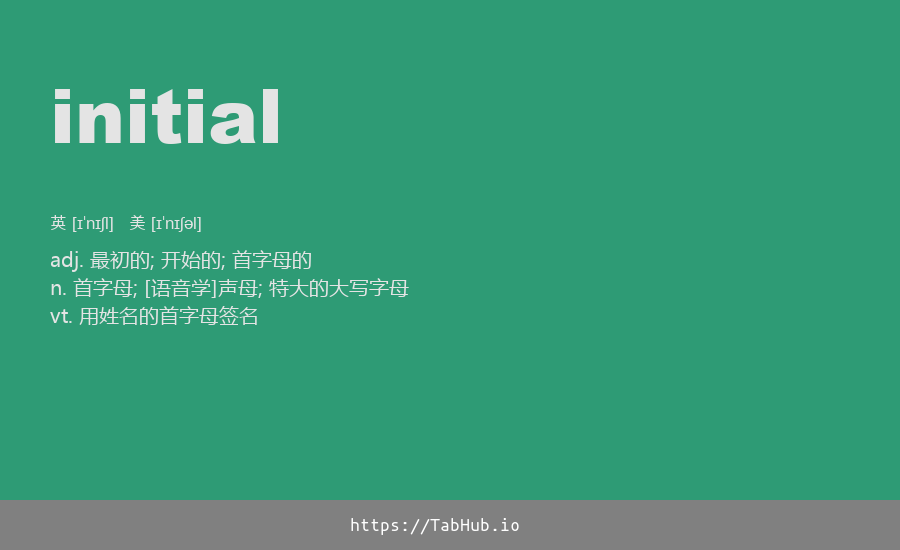 initial
英 [ɪˈnɪʃl] 美 [ɪˈnɪʃəl]
adj. 最初的; 开始的; 首字母的
n. 首字母; [语音学]声母; 特大的大写字母
vt. 用姓名的首字母签名
https://TabHub.io